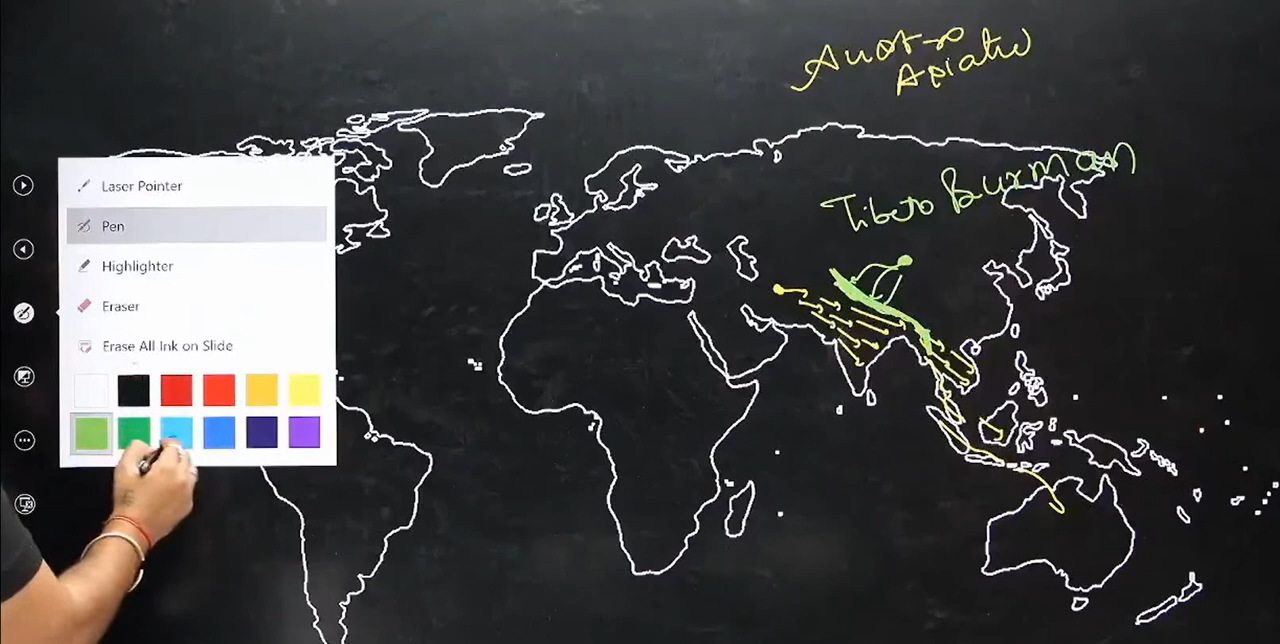 Austro
Asiatic
Tibeto Burman
Laser Pointer
Pen
Highlighter
Eraser
Erase All Ink on Slide